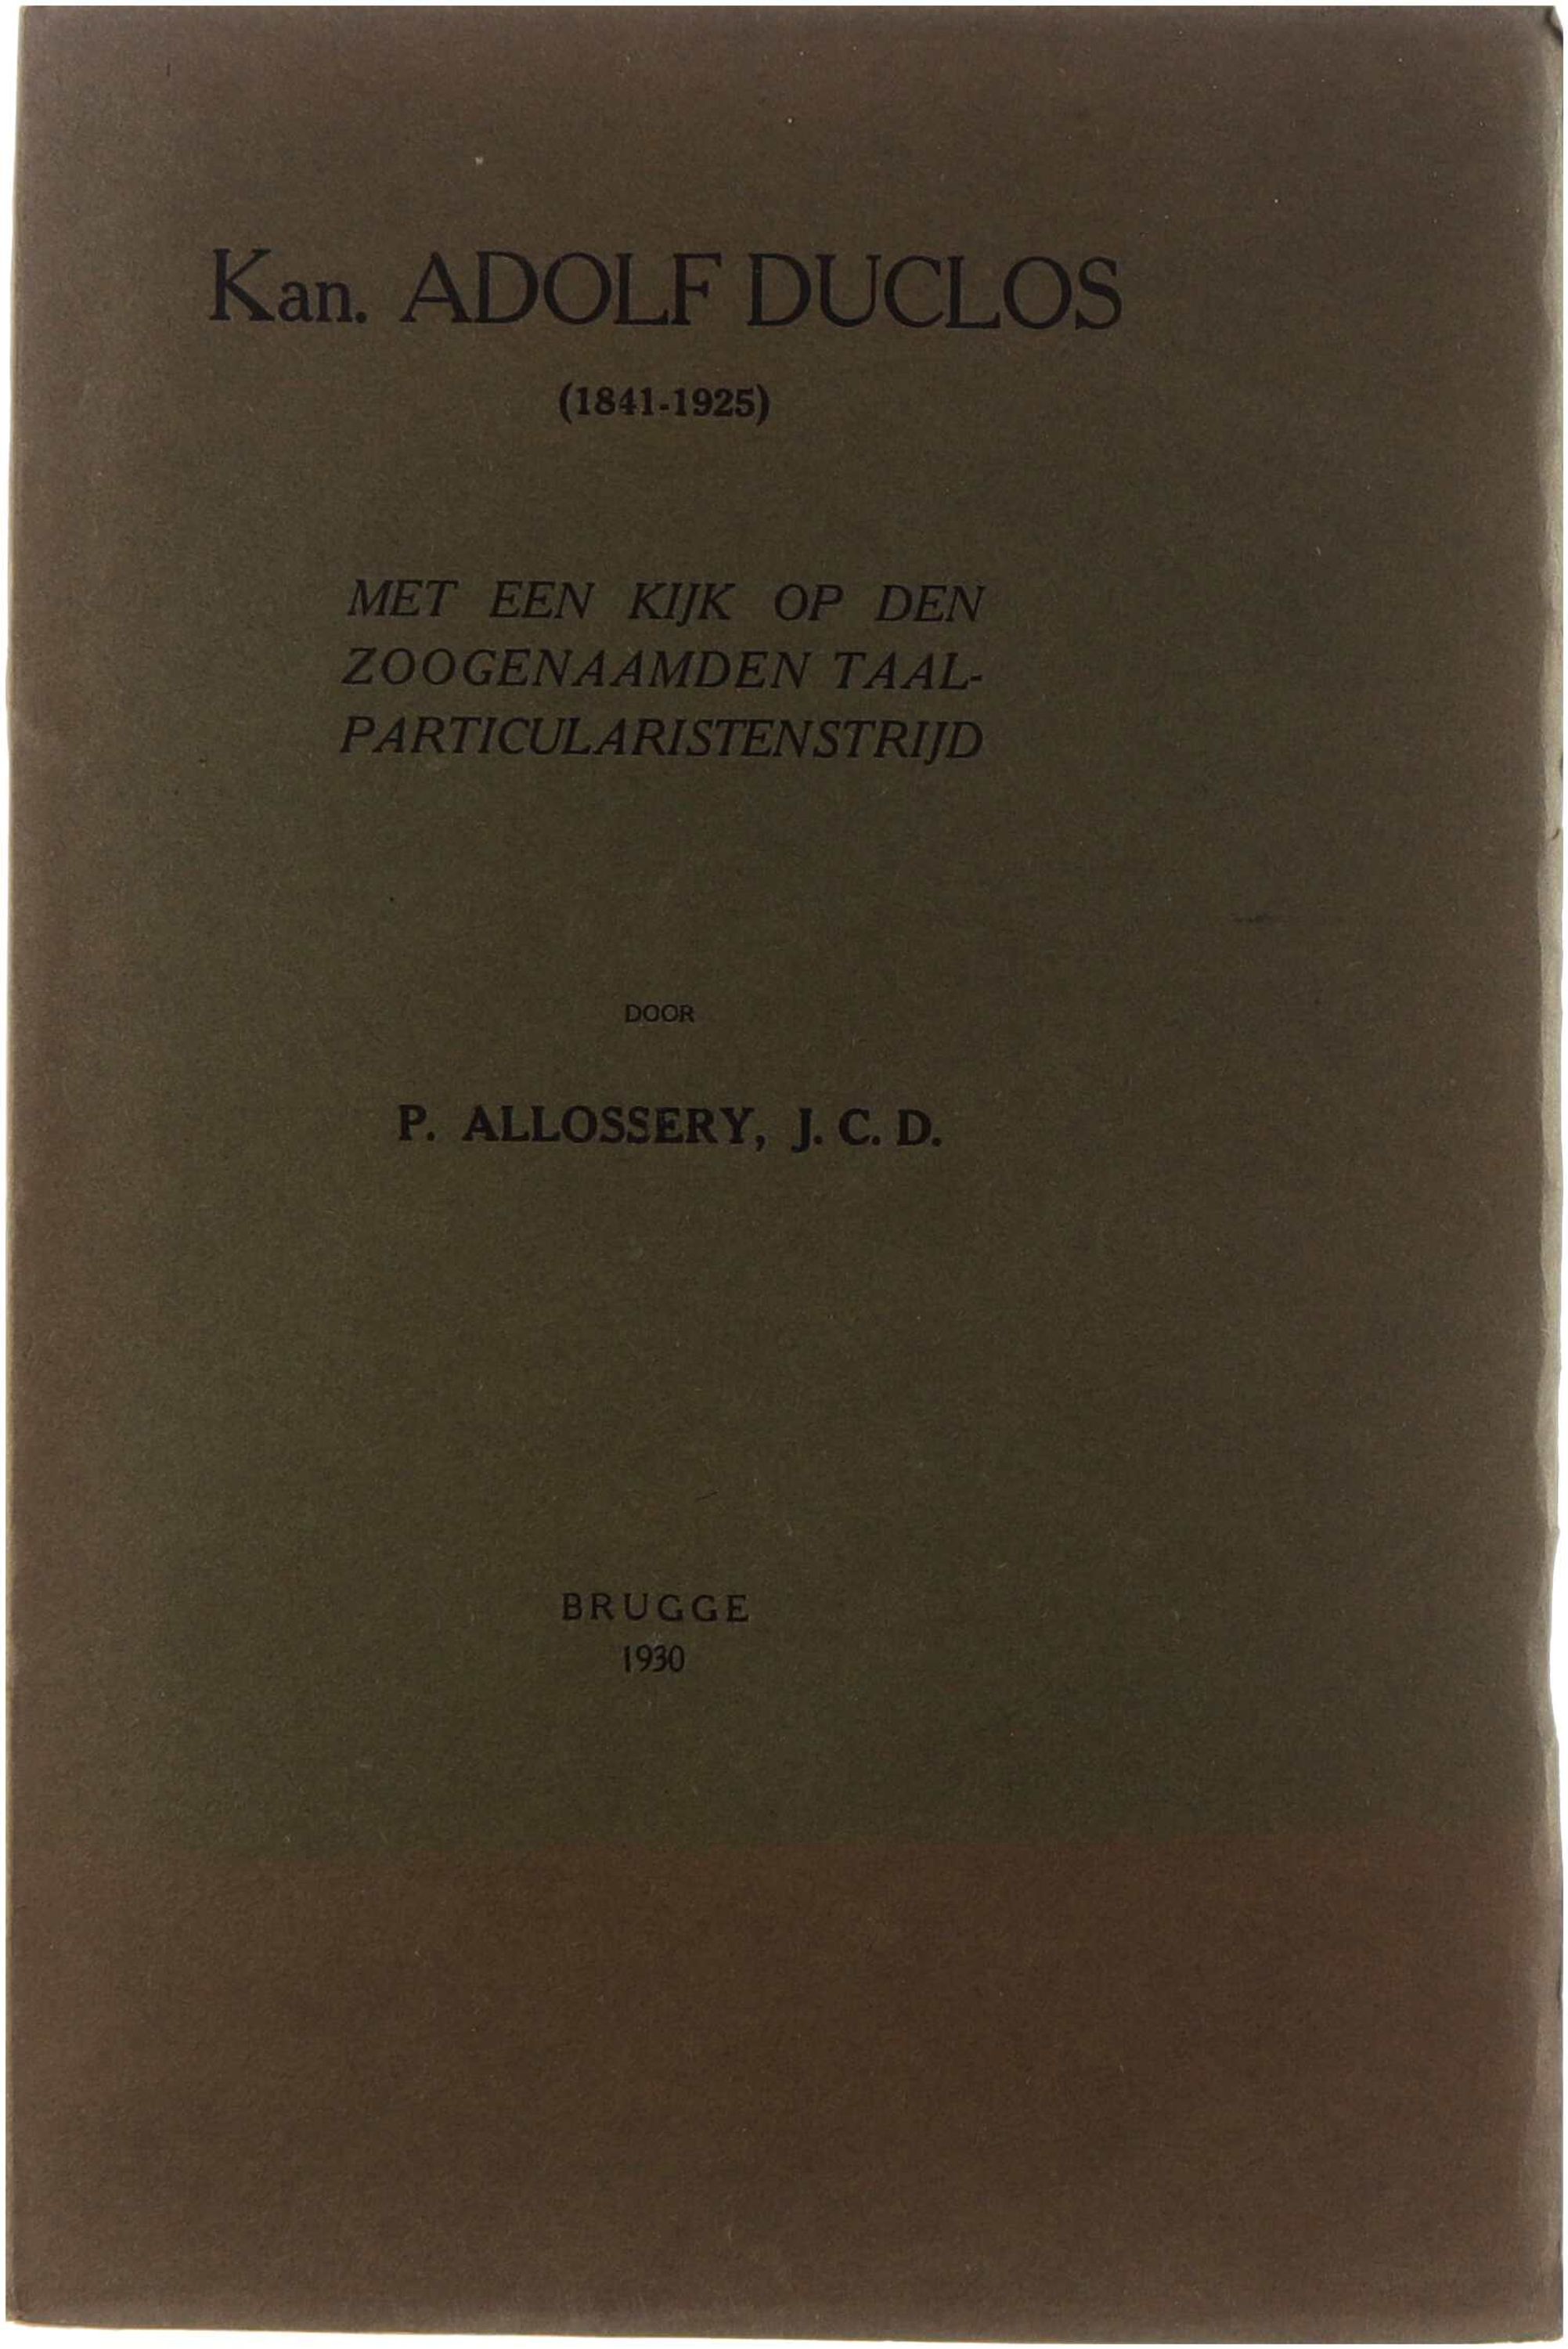 Kan. ADOLF DUCLOS
(1841-1925)
MET EEN KIJK OP DEN
ZOOGENAAMDEN TAAL-
PARTICULARISTENSTRIJD
DOOR
P. ALLOSSERY, J. C. D.
BRUGGE
1930